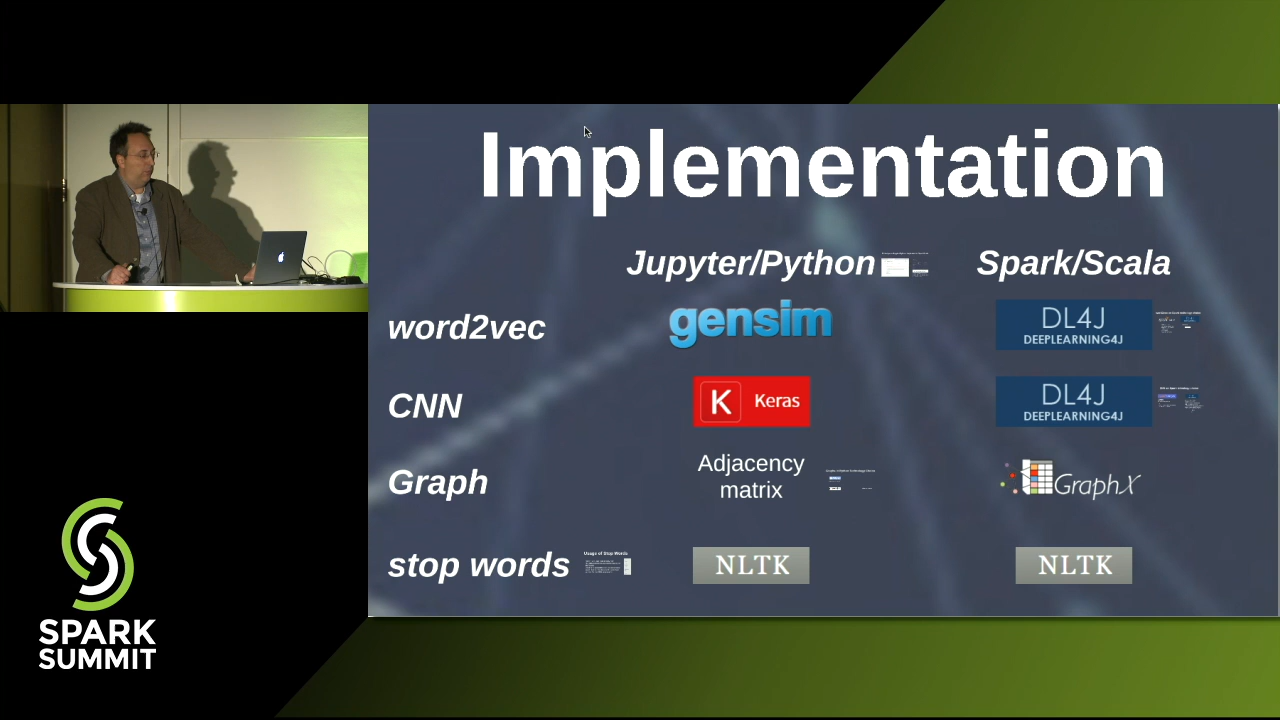 Implementation
Jupyter/Python Spark/Scala
word2vec gensim DL4J
DEEPLEARNING4J
CNN K Keras DL4J
DEEPLEARNING4J
Graph Adjacency
matrix GraphX
stop words Usage of Stop Words NLTK NLTK
SPARK
SUMMIT